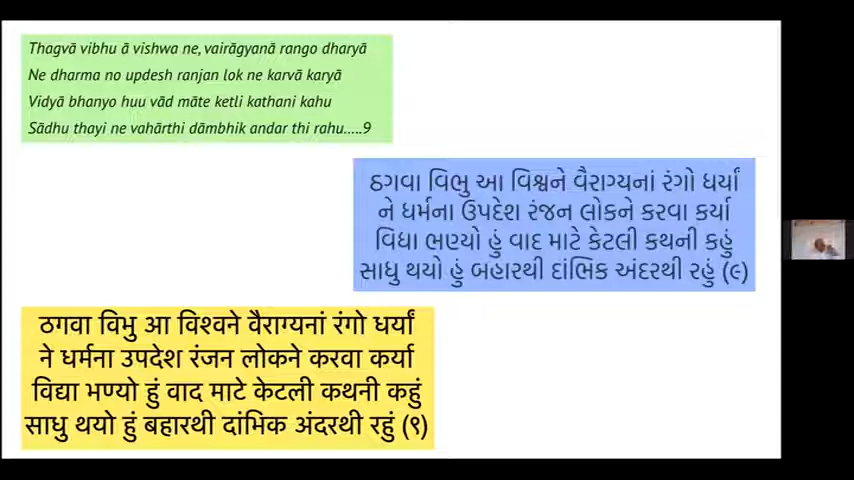 Thagvā vibhu ā vishwa ne, vairāgyanā rango dharyā
Ne dharma no updesh ranjan lok ne karvā karyā
Vidyā bhanyo huu vād māte ketli kathani kahu
Sādhu thayi ne vahārthi dāmbhik andar thi rahu.....9
ઠગવા વિભુ આ વિશ્વને વૈરાગ્યનાં રંગો ધર્યાં
ને ધર્મના ઉપદેશ રંજન લોકને કરવા કર્યા
વિદ્યા ભણ્યો હું વાદ માટે કેટલી કથની કહું
સાધુ થયો હું બહારથી દાંભિક અંદરથી રહું (૯)
ठगवा विभु आ विश्वने वैराग्यनां रंगो धर्यां
ने धर्मना उपदेश रंजन लोकने करवा कर्या
विद्या भण्यो हुं वाद माटे केटली कथनी कहुं
साधु थयो हुं बहारथी दांभिक अंदरथी रहुं (९)